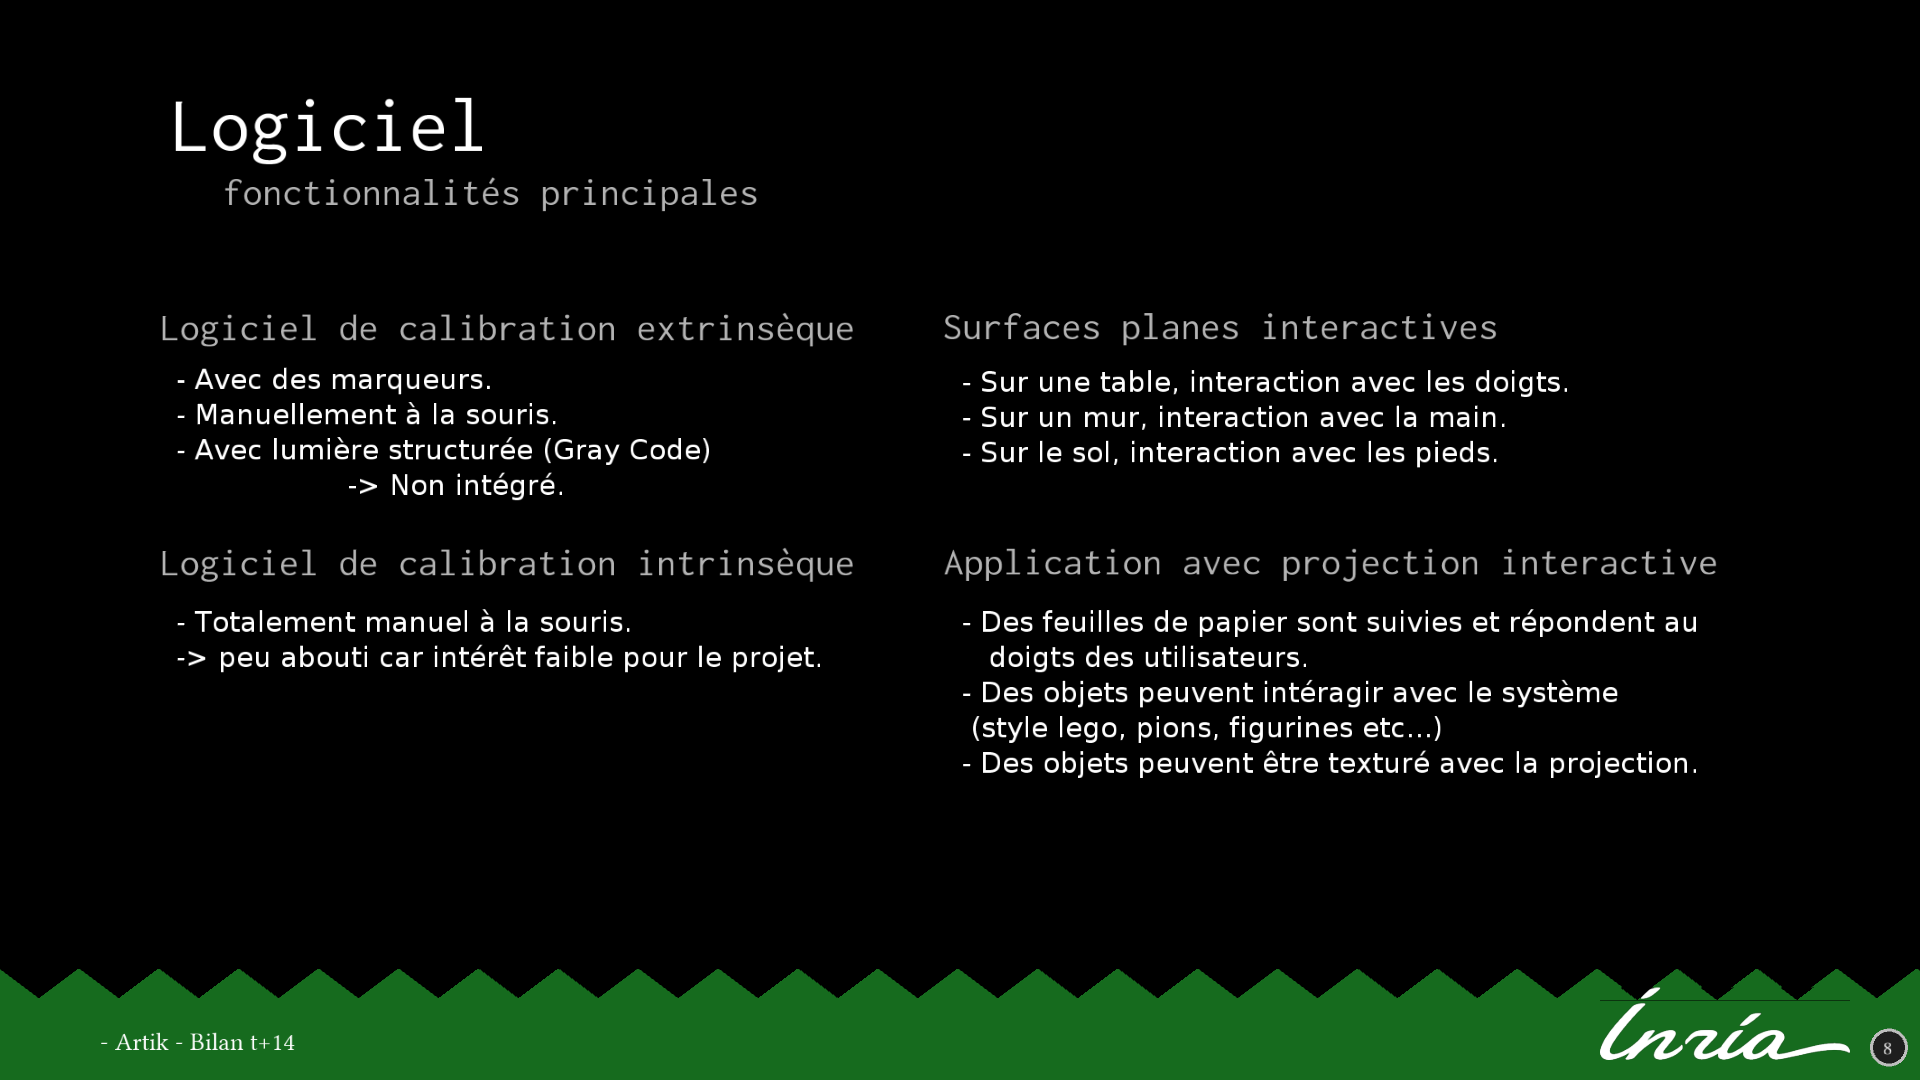 Logiciel
fonctionnalités principales
Logiciel de calibration extrinsèque
- Avec des marqueurs.
- Manuellement à la souris.
- Avec lumière structurée (Gray Code)
-> Non intégré.
Logiciel de calibration intrinsèque
- Totalement manuel à la souris.
-> peu abouti car intérêt faible pour le projet.
Surfaces planes interactives
- Sur une table, interaction avec les doigts.
- Sur un mur, interaction avec la main.
- Sur le sol, interaction avec les pieds.
Application avec projection interactive
- Des feuilles de papier sont suivies et répondent au
doigts des utilisateurs.
- Des objets peuvent intéragir avec le système
(style lego, pions, figurines etc...)
- Des objets peuvent être texturé avec la projection.
- Artik - Bilan t+14
Inria
8